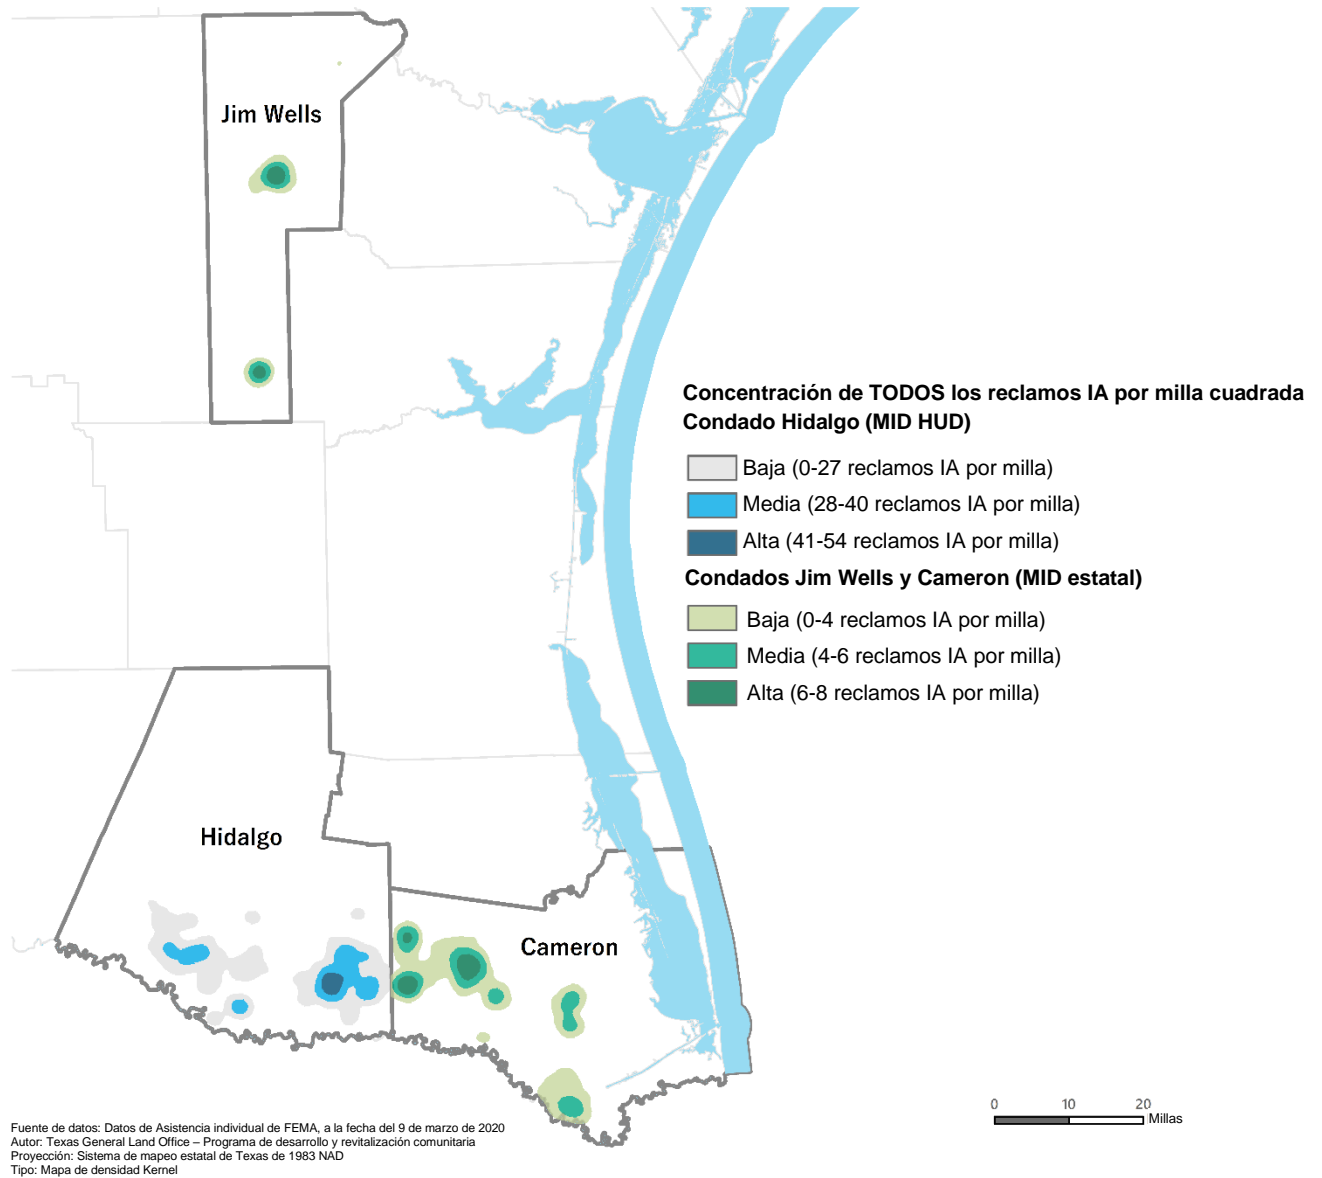 Jim Wells
Concentración de TODOS los reclamos IA por milla cuadrada
Condado Hidalgo (MID HUD)
Baja (0-27 reclamos IA por milla)
Media (28-40 reclamos IA por milla)
Alta (41-54 reclamos IA por milla)
Condados Jim Wells y Cameron (MID estatal)
Baja (0-4 reclamos IA por milla)
Media (4-6 reclamos IA por milla)
Alta (6-8 reclamos IA por milla)
Hidalgo
Cameron
0 10 20
Millas
Fuente de datos: Datos de Asistencia individual de FEMA, a la fecha del 9 de marzo de 2020
Autor: Texas General Land Office – Programa de desarrollo y revitalización comunitaria
Proyección: Sistema de mapeo estatal de Texas de 1983 NAD
Tipo: Mapa de densidad Kernel